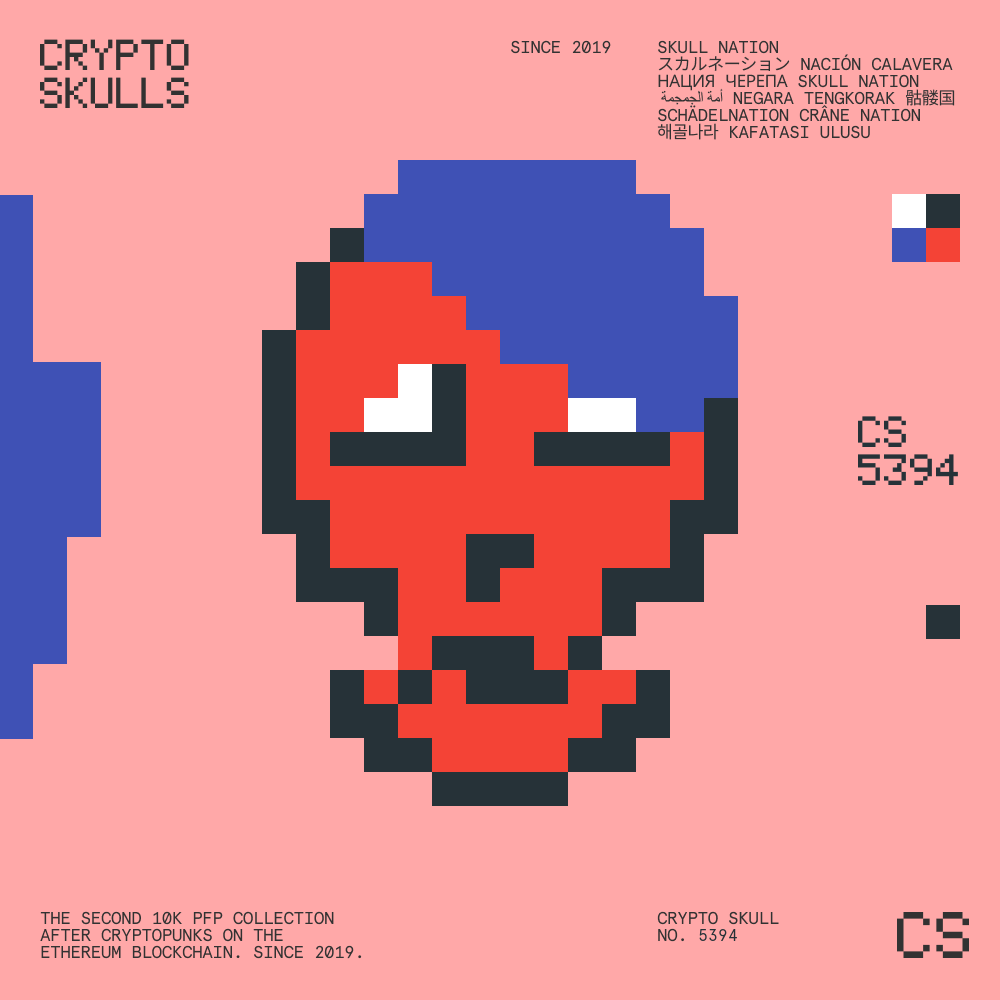 CRYPTO
SKULLS
SINCE 2019
SKULL NATION
スカルネーション NACIÓN CALAVERA
НАЦИЯ ЧЕРЕПА SKULL NATION
أمة الجمجمة NEGARA TENGKORAK 骷髅国
SCHÄDELNATION CRÂNE NATION
해골나라 KAFATASI ULUSU
CS
5394
THE SECOND 10K PFP COLLECTION
AFTER CRYPTOPUNKS ON THE
ETHEREUM BLOCKCHAIN. SINCE 2019.
CRYPTO SKULL
NO. 5394
CS